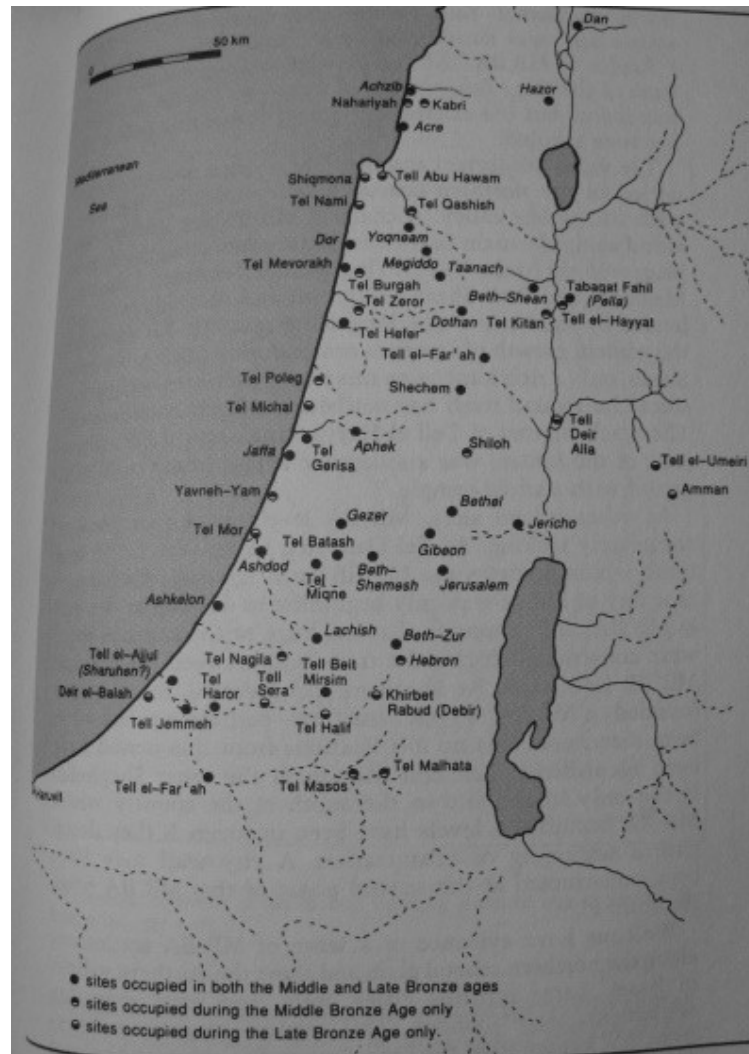 0
50 km
Dan
Achzib
Hazor
Nahariyah
Kabri
Acre
Mediterranean
Sea
Shiqmona
Tell Abu Hawam
Tel Nami
Tel Qashish
Dor
Yoqneam
Megiddo
Tel Mevorakh
Taanach
Tel Burgah
Beth–Shean
Tabaqat Fahil
(Pella)
Tel Zeror
Dothan
Tel Kitan
Tell el–Hayyat
"Tel Hefer"
Tell el–Far'ah
Tel Poleg
Shechem
Tel Michal
Tell
Deir
Alla
Aphek
Jaffa
Tel
Gerisa
Shiloh
Tell el–Umeiri
Amman
Yavneh–Yam
Bethel
Gezer
Jericho
Tel Mor
Tel Batash
Gibeon
Ashdod
Tel
Miqne
Beth–
Shemesh
Jerusalem
Ashkelon
Lachish
Beth–Zur
Tell el–Ajjul
(Sharuhen?)
Tel Nagila
Hebron
Deir el–Balah
Tel
Haror
Tell
Sera'
Tell Beit
Mirsim
Khirbet
Rabud (Debir)
Tell Jemmeh
Tel Halif
Tell el–Far'ah
Tel Masos
Tel Malhata
sites occupied in both the Middle and Late Bronze ages
sites occupied during the Middle Bronze Age only
sites occupied during the Late Bronze Age only.